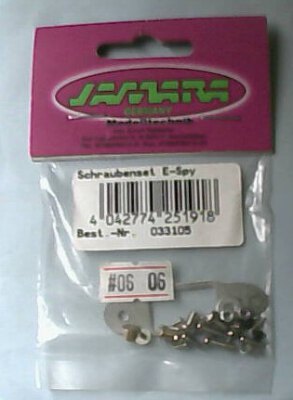 JAMARA
GERMANY
Modelltechnik
Schraubenset E-Spy
4 042774 251918
Best.-Nr. 033105
#06 06